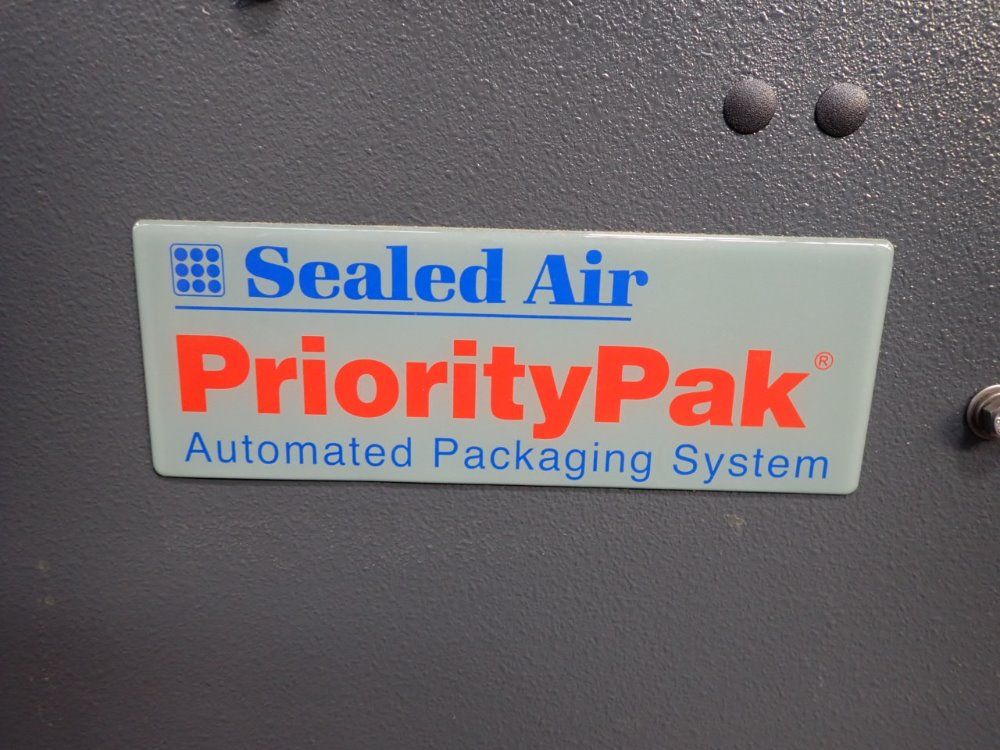 Sealed Air
PriorityPak®
Automated Packaging System